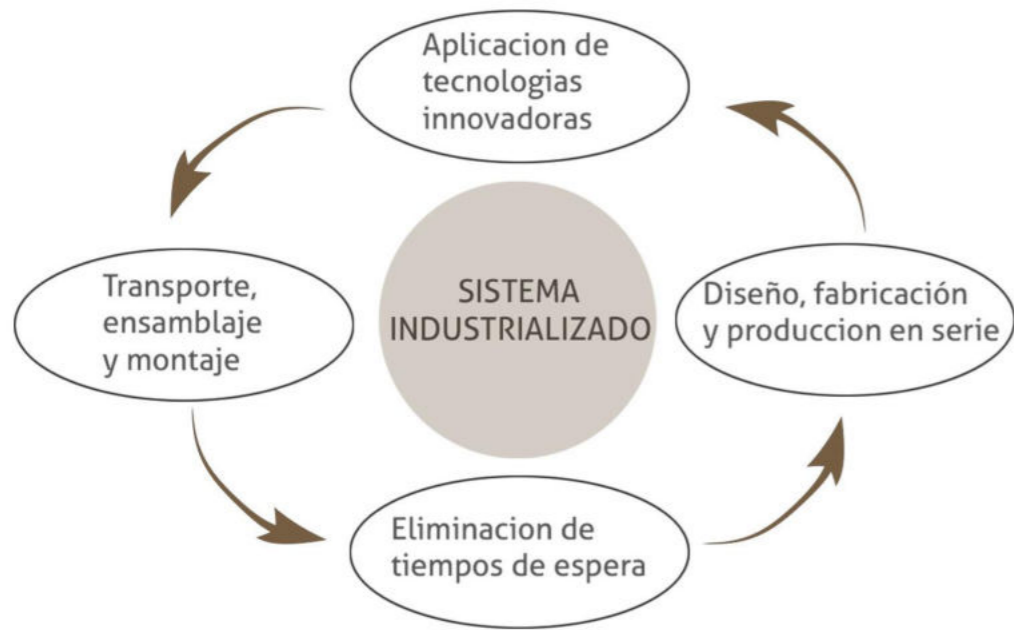 Aplicacion de
tecnologias
innovadoras
Transporte,
ensamblaje
y montaje
SISTEMA
INDUSTRIALIZADO
Diseño, fabricación
y produccion en serie
Eliminacion de
tiempos de espera